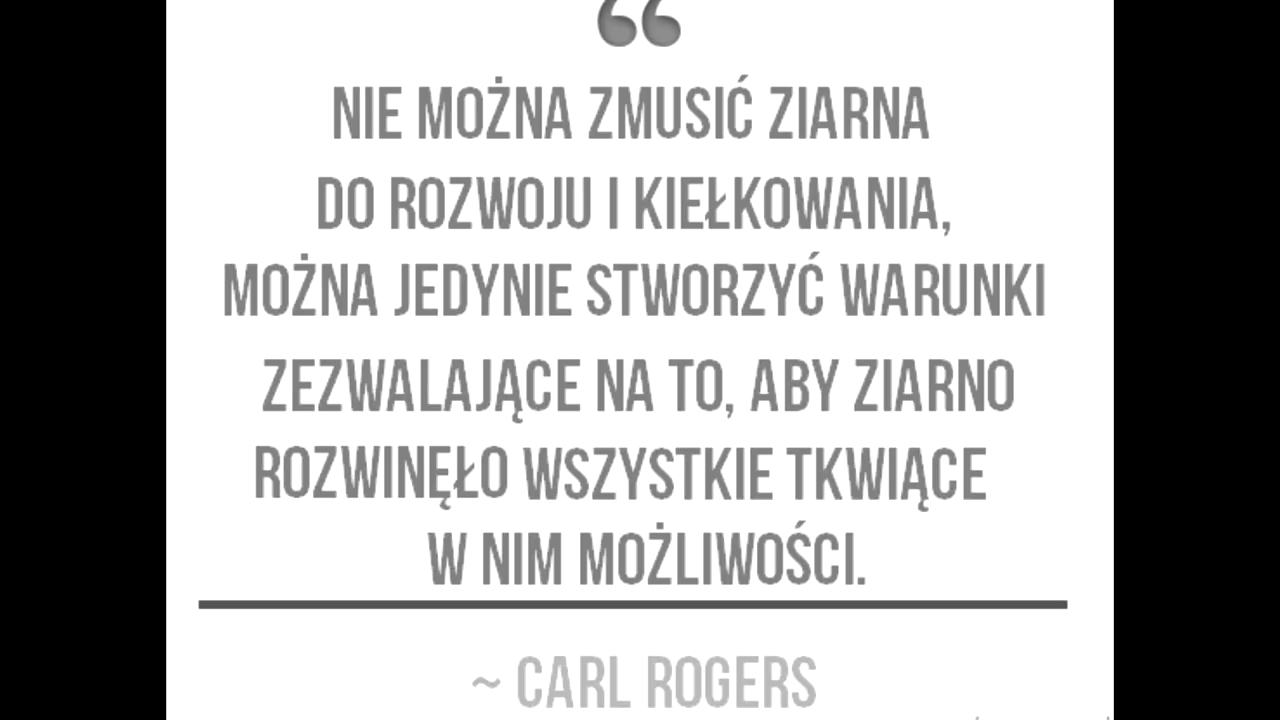 “
NIE MOŻNA ZMUSIĆ ZIARNA
DO ROZWOJU I KIEŁKOWANIA,
MOŻNA JEDYNIE STWORZYĆ WARUNKI
ZEZWALAJĄCE NA TO, ABY ZIARNO
ROZWINĘŁO WSZYSTKIE TKWIĄCE
W NIM MOŻLIWOŚCI.
~ CARL ROGERS